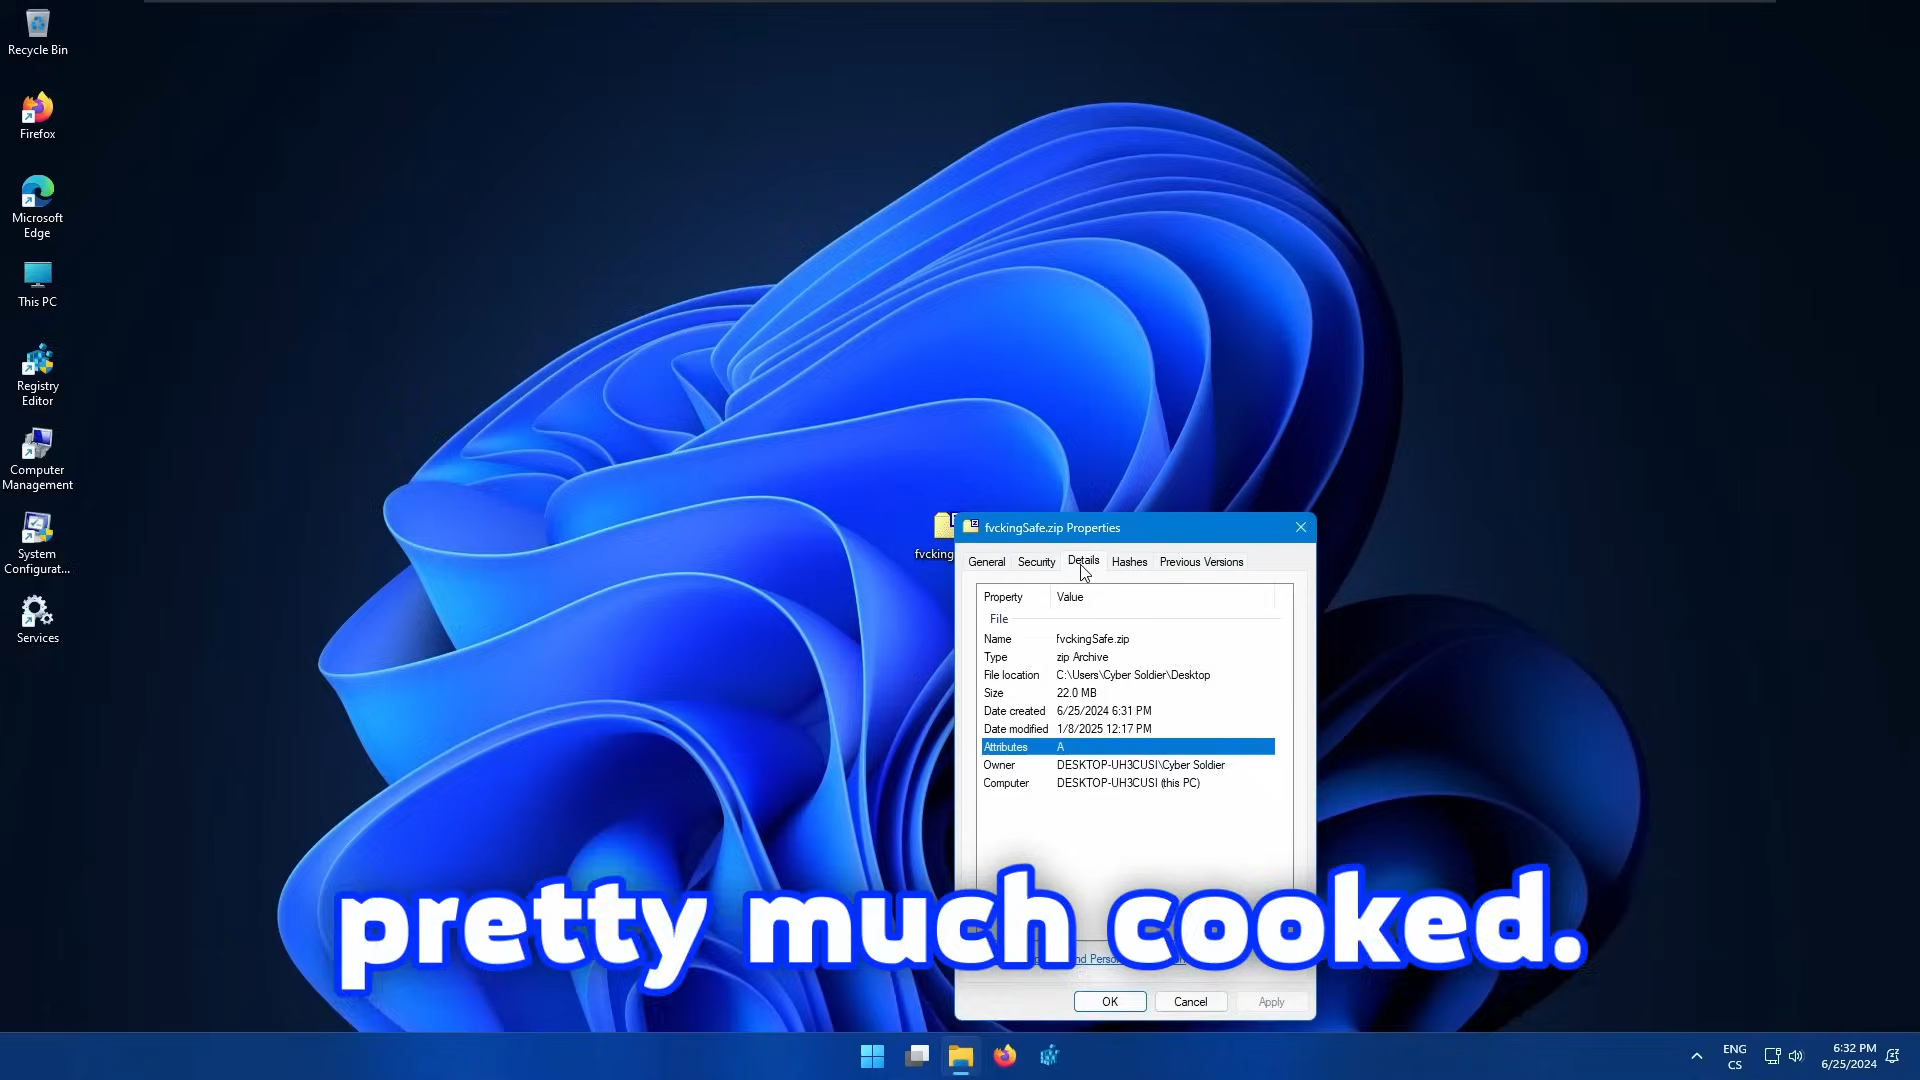 Recycle Bin
Firefox
Microsoft
Edge
This PC
Registry
Editor
Computer
Management
System
Configurat...
Services
fvcking
fvckingSafe.zip Properties
General Security Details Hashes Previous Versions
Property Value
File
Name fvckingSafe.zip
Type zip Archive
File location C:\Users\Cyber Soldier\Desktop
Size 22.0 MB
Date created 6/25/2024 6:31 PM
Date modified 1/8/2025 12:17 PM
Attributes A
Owner DESKTOP-UH3CUSI\Cyber Soldier
Computer DESKTOP-UH3CUSI (this PC)
pretty much cooked.
OK Cancel Apply
ENG
CS
6:32 PM
6/25/2024